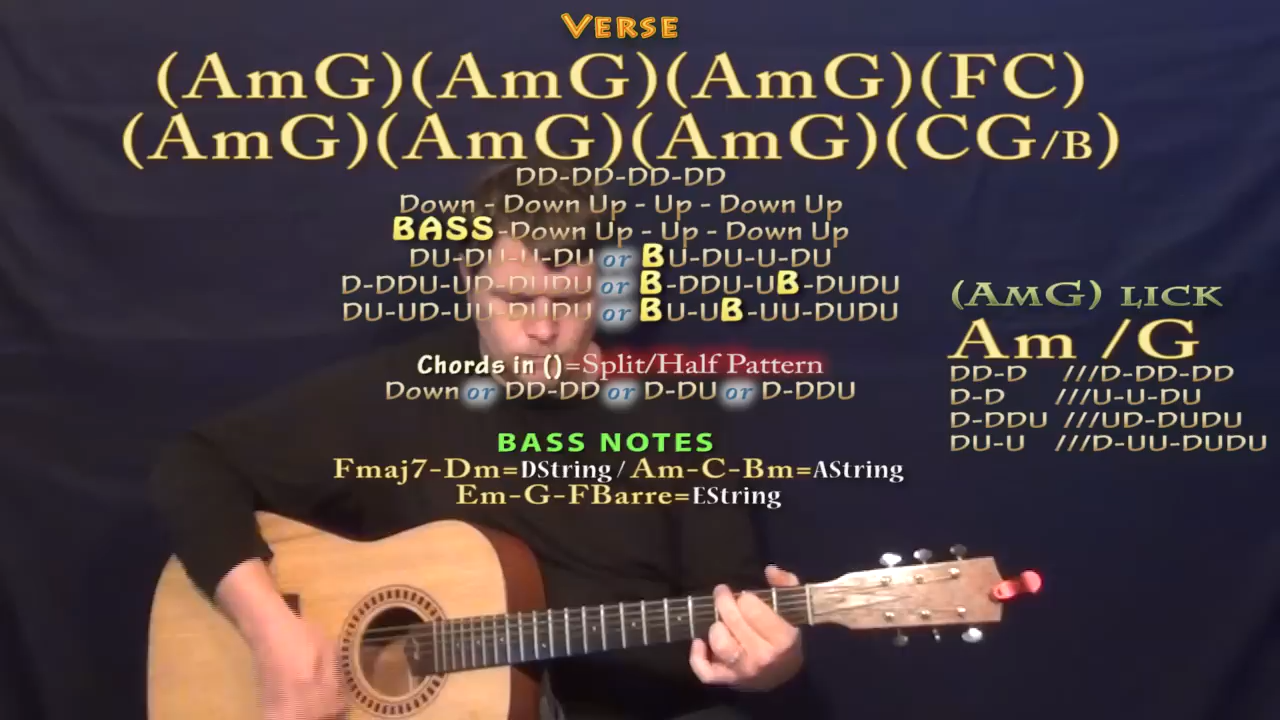 VERSE
(AmG)(AmG)(AmG)(FC)
(AmG)(AmG)(AmG)(CG/B)
DD-DD-DD-DD
Down - Down Up - Up - Down Up
BASS-Down Up - Up - Down Up
DU-DU-U-DU or BU-DU-U-DU
D-DDU-UD-DUDU or B-DDU-UB-DUDU
DU-UD-UU-DUDU or BU-UB-UU-DUDU
Chords in ()=Split/Half Pattern
Down or DD-DD or D-DU or D-DDU
BASS NOTES
Fmaj7-Dm=DString / Am-C-Bm=AString
Em-G-FBarre=EString
(AmG) LICK
Am /G
DD-D ///D-DD-DD
D-D ///U-U-DU
D-DDU ///UD-DUDU
DU-U ///D-UU-DUDU